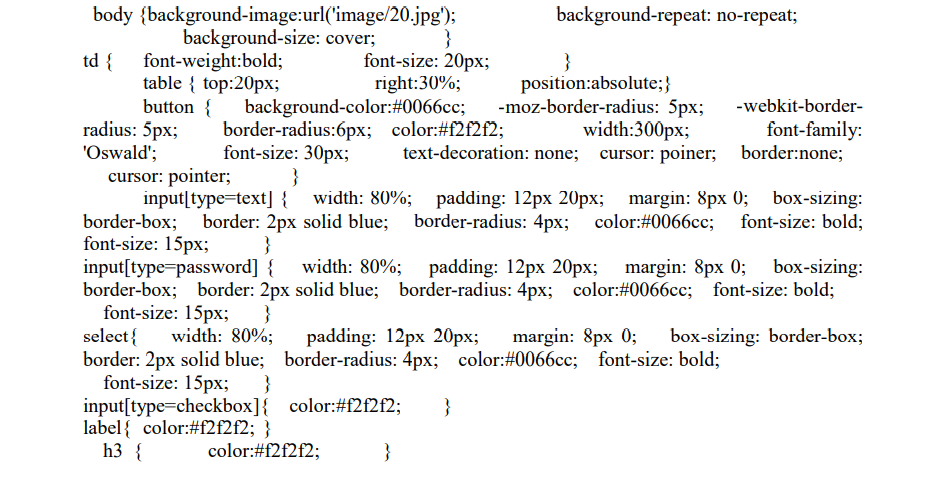 body {background-image:url('image/20.jpg'); background-repeat: no-repeat;
background-size: cover; }
td { font-weight:bold; font-size: 20px; }
table { top:20px; right:30%; position:absolute;}
button { background-color:#0066cc; -moz-border-radius: 5px; -webkit-border-
radius: 5px; border-radius:6px; color:#f2f2f2; width:300px; font-family:
'Oswald'; font-size: 30px; text-decoration: none; cursor: poiner; border:none;
cursor: pointer; }
input[type=text] { width: 80%; padding: 12px 20px; margin: 8px 0; box-sizing:
border-box; border: 2px solid blue; border-radius: 4px; color:#0066cc; font-size: bold;
font-size: 15px; }
input[type=password] { width: 80%; padding: 12px 20px; margin: 8px 0; box-sizing:
border-box; border: 2px solid blue; border-radius: 4px; color:#0066cc; font-size: bold;
font-size: 15px; }
select{ width: 80%; padding: 12px 20px; margin: 8px 0; box-sizing: border-box;
border: 2px solid blue; border-radius: 4px; color:#0066cc; font-size: bold;
font-size: 15px; }
input[type=checkbox]{ color:#f2f2f2; }
label{ color:#f2f2f2; }
h3 { color:#f2f2f2; }